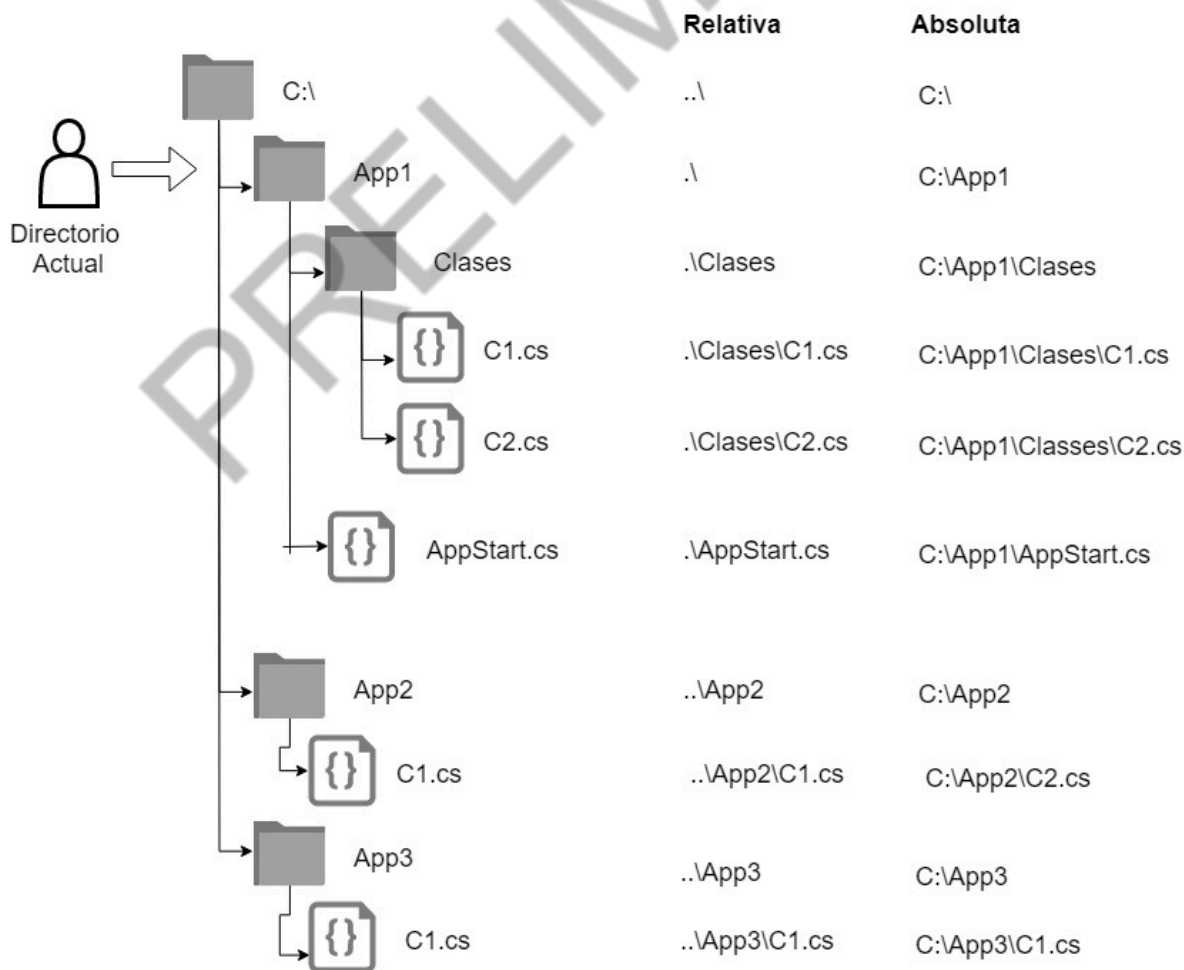 Relativa Absoluta
C:\ ..\ C:\
App1 .\ C:\App1
Directorio
Actual
Clases .\Clases C:\App1\Clases
C1.cs .\Clases\C1.cs C:\App1\Clases\C1.cs
C2.cs .\Clases\C2.cs C:\App1\Classes\C2.cs
AppStart.cs .\AppStart.cs C:\App1\AppStart.cs
App2 ..\App2 C:\App2
{} C1.cs ..\App2\C1.cs C:\App2\C2.cs
App3 ..\App3 C:\App3
{} C1.cs ..\App3\C1.cs C:\App3\C1.cs